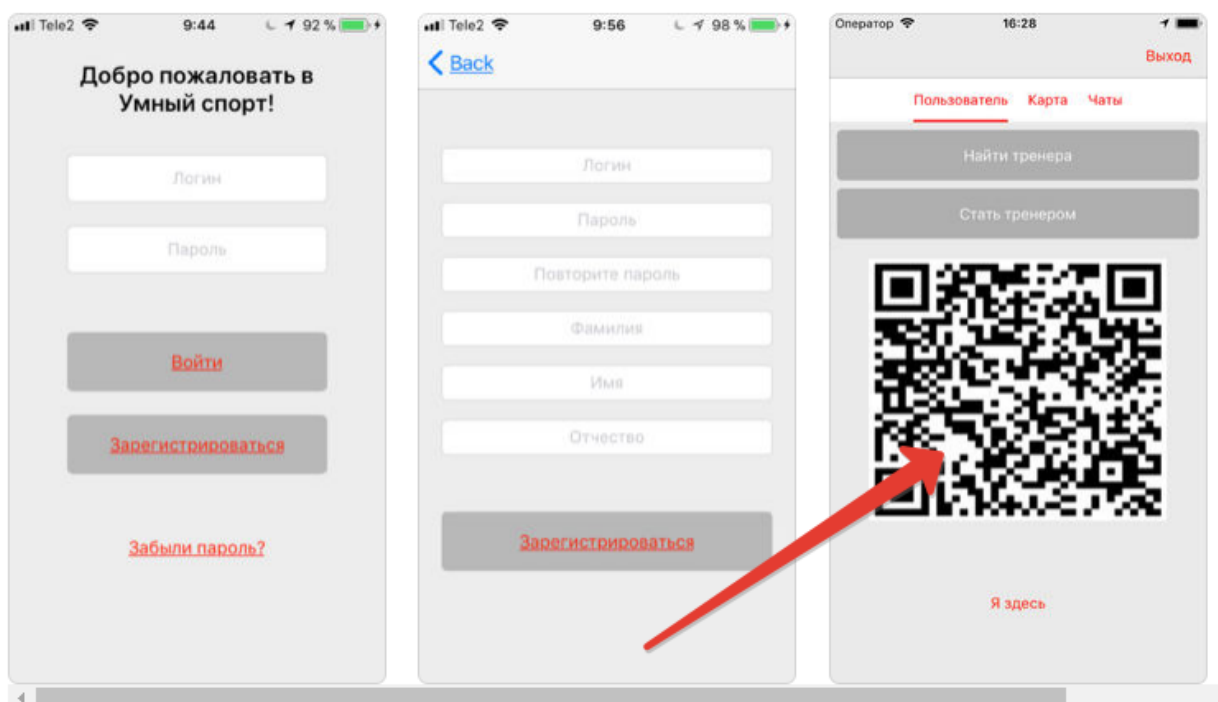 Tele2 9:44 92 %
Добро пожаловать в
Умный спорт!
Логин
Пароль
Войти
Зарегистрироваться
Забыли пароль?
Tele2 9:56 98 %
Back
Логин
Пароль
Повторите пароль
Фамилия
Имя
Отчество
Зарегистрироваться
Оператор 16:28
Выход
Пользователь Карта Чаты
Найти тренера
Стать тренером
Я здесь